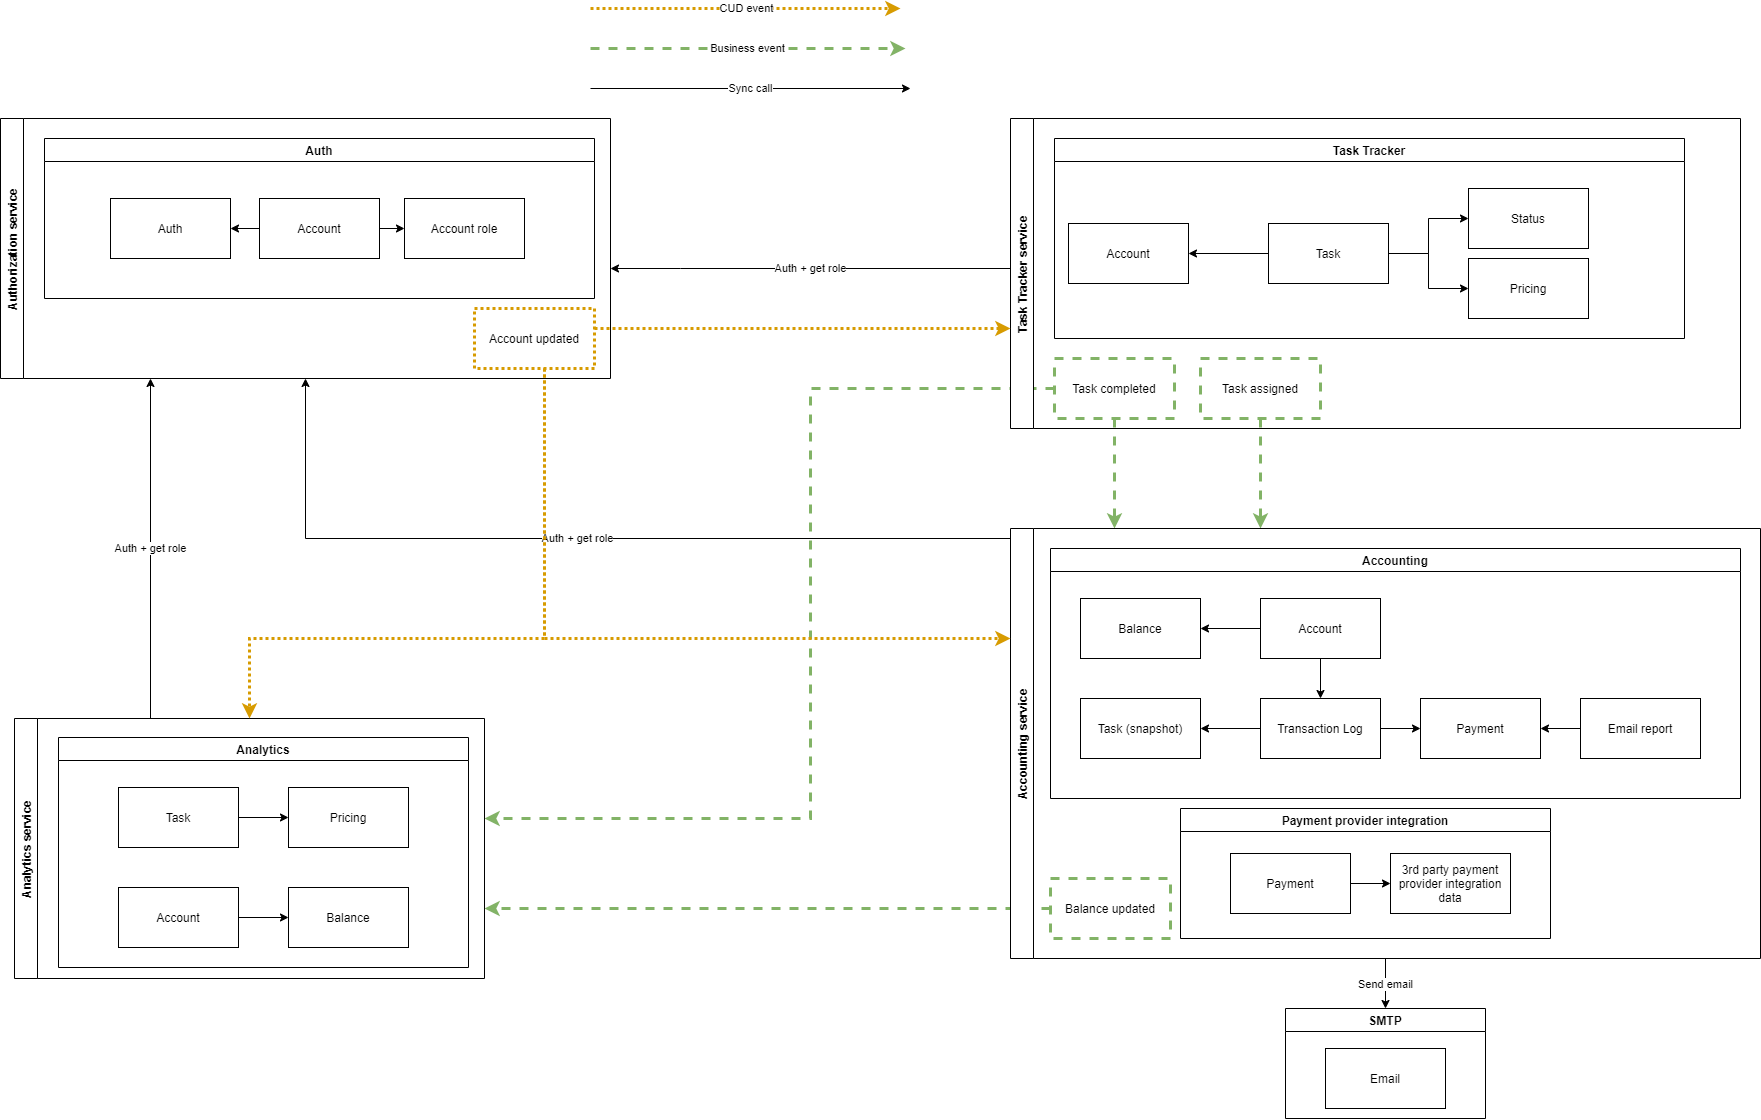 CUD event
Business event
Sync call
Authorization service
Auth
Auth
Account
Account role
Account updated
Task Tracker service
Task Tracker
Account
Task
Status
Pricing
Task completed
Task assigned
Auth + get role
Auth + get role
Auth + get role
Accounting service
Accounting
Balance
Account
Task (snapshot)
Transaction Log
Payment
Email report
Payment provider integration
Payment
3rd party payment
provider integration
data
Balance updated
Analytics service
Analytics
Task
Pricing
Account
Balance
Send email
SMTP
Email